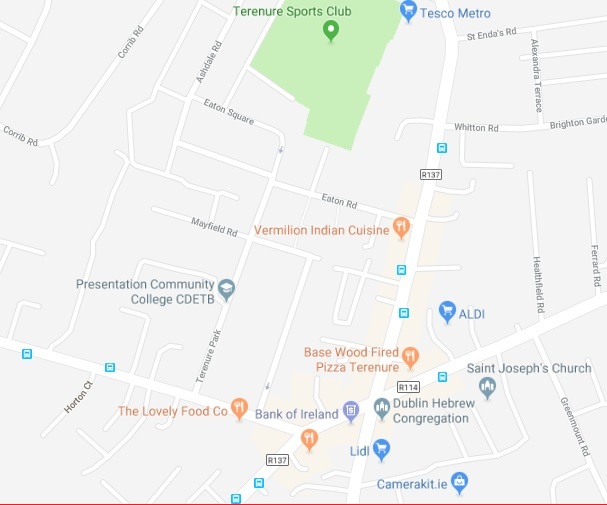 Terenure Sports Club
Tesco Metro
Corrib Rd
St Enda's Rd
Ashdale Rd
Alexandra Terrace
Eaton Square
Corrib Rd
Whitton Rd
Brighton Garde
R137
Eaton Rd
Mayfield Rd
Vermilion Indian Cuisine
Healthfield Rd
Ferrard Rd
Presentation Community
College CDETB
ALDI
Terenure Park
Base Wood Fired
Pizza Terenure
Saint Joseph's Church
R114
Horton Ct
The Lovely Food Co
Bank of Ireland
Dublin Hebrew
Congregation
Greenmount Rd
Lidl
R137
Camerakit.ie